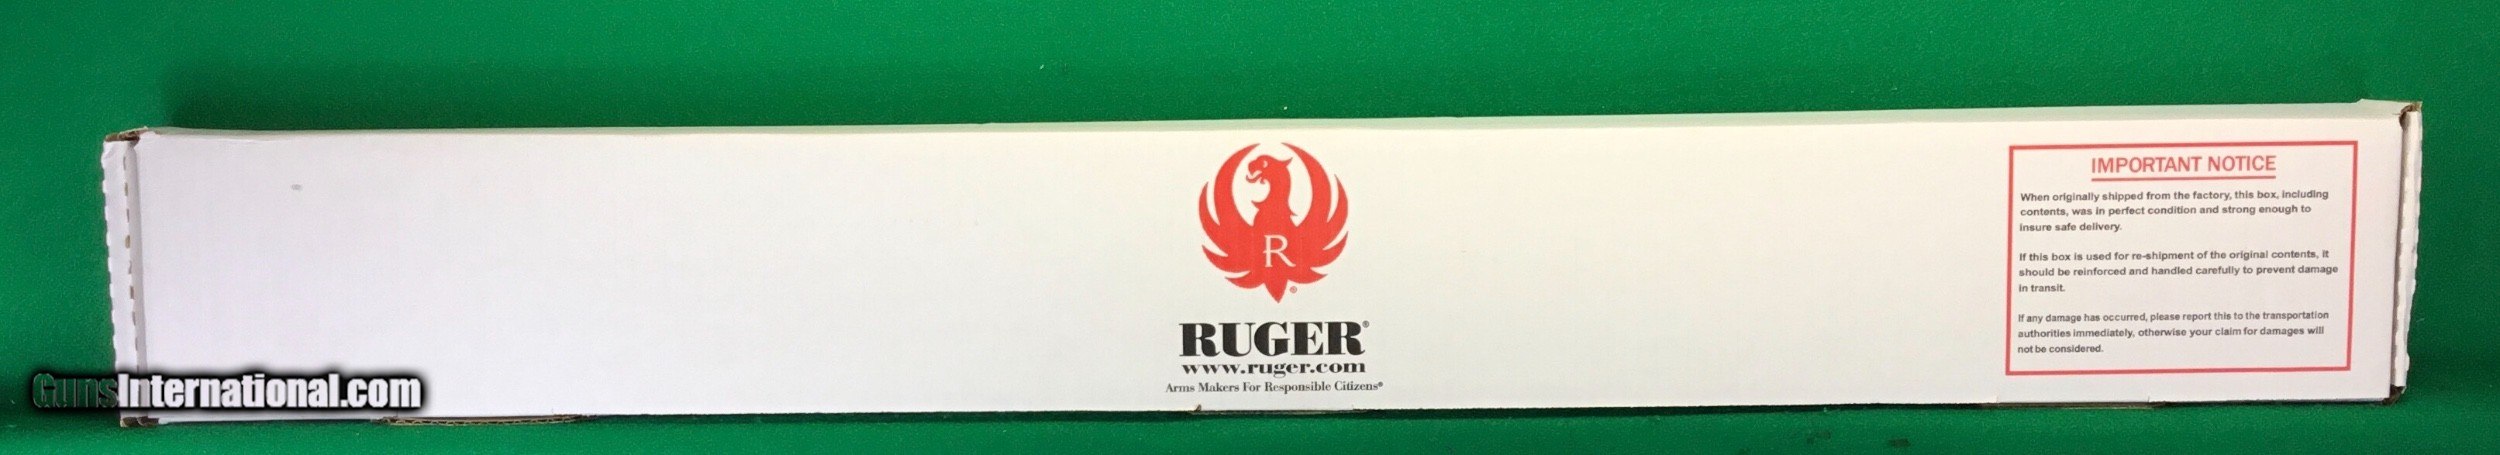 R
®
RUGER®
www.ruger.com
Arms Makers For Responsible Citizens®
IMPORTANT NOTICE
When originally shipped from the factory, this box, including
contents, was in perfect condition and strong enough to
insure safe delivery.
If this box is used for re-shipment of the original contents, it
should be reinforced and handled carefully to prevent damage
in transit.
If any damage has occurred, please report this to the transportation
authorities immediately, otherwise your claim for damages will
not be considered.
GunsInternational.com